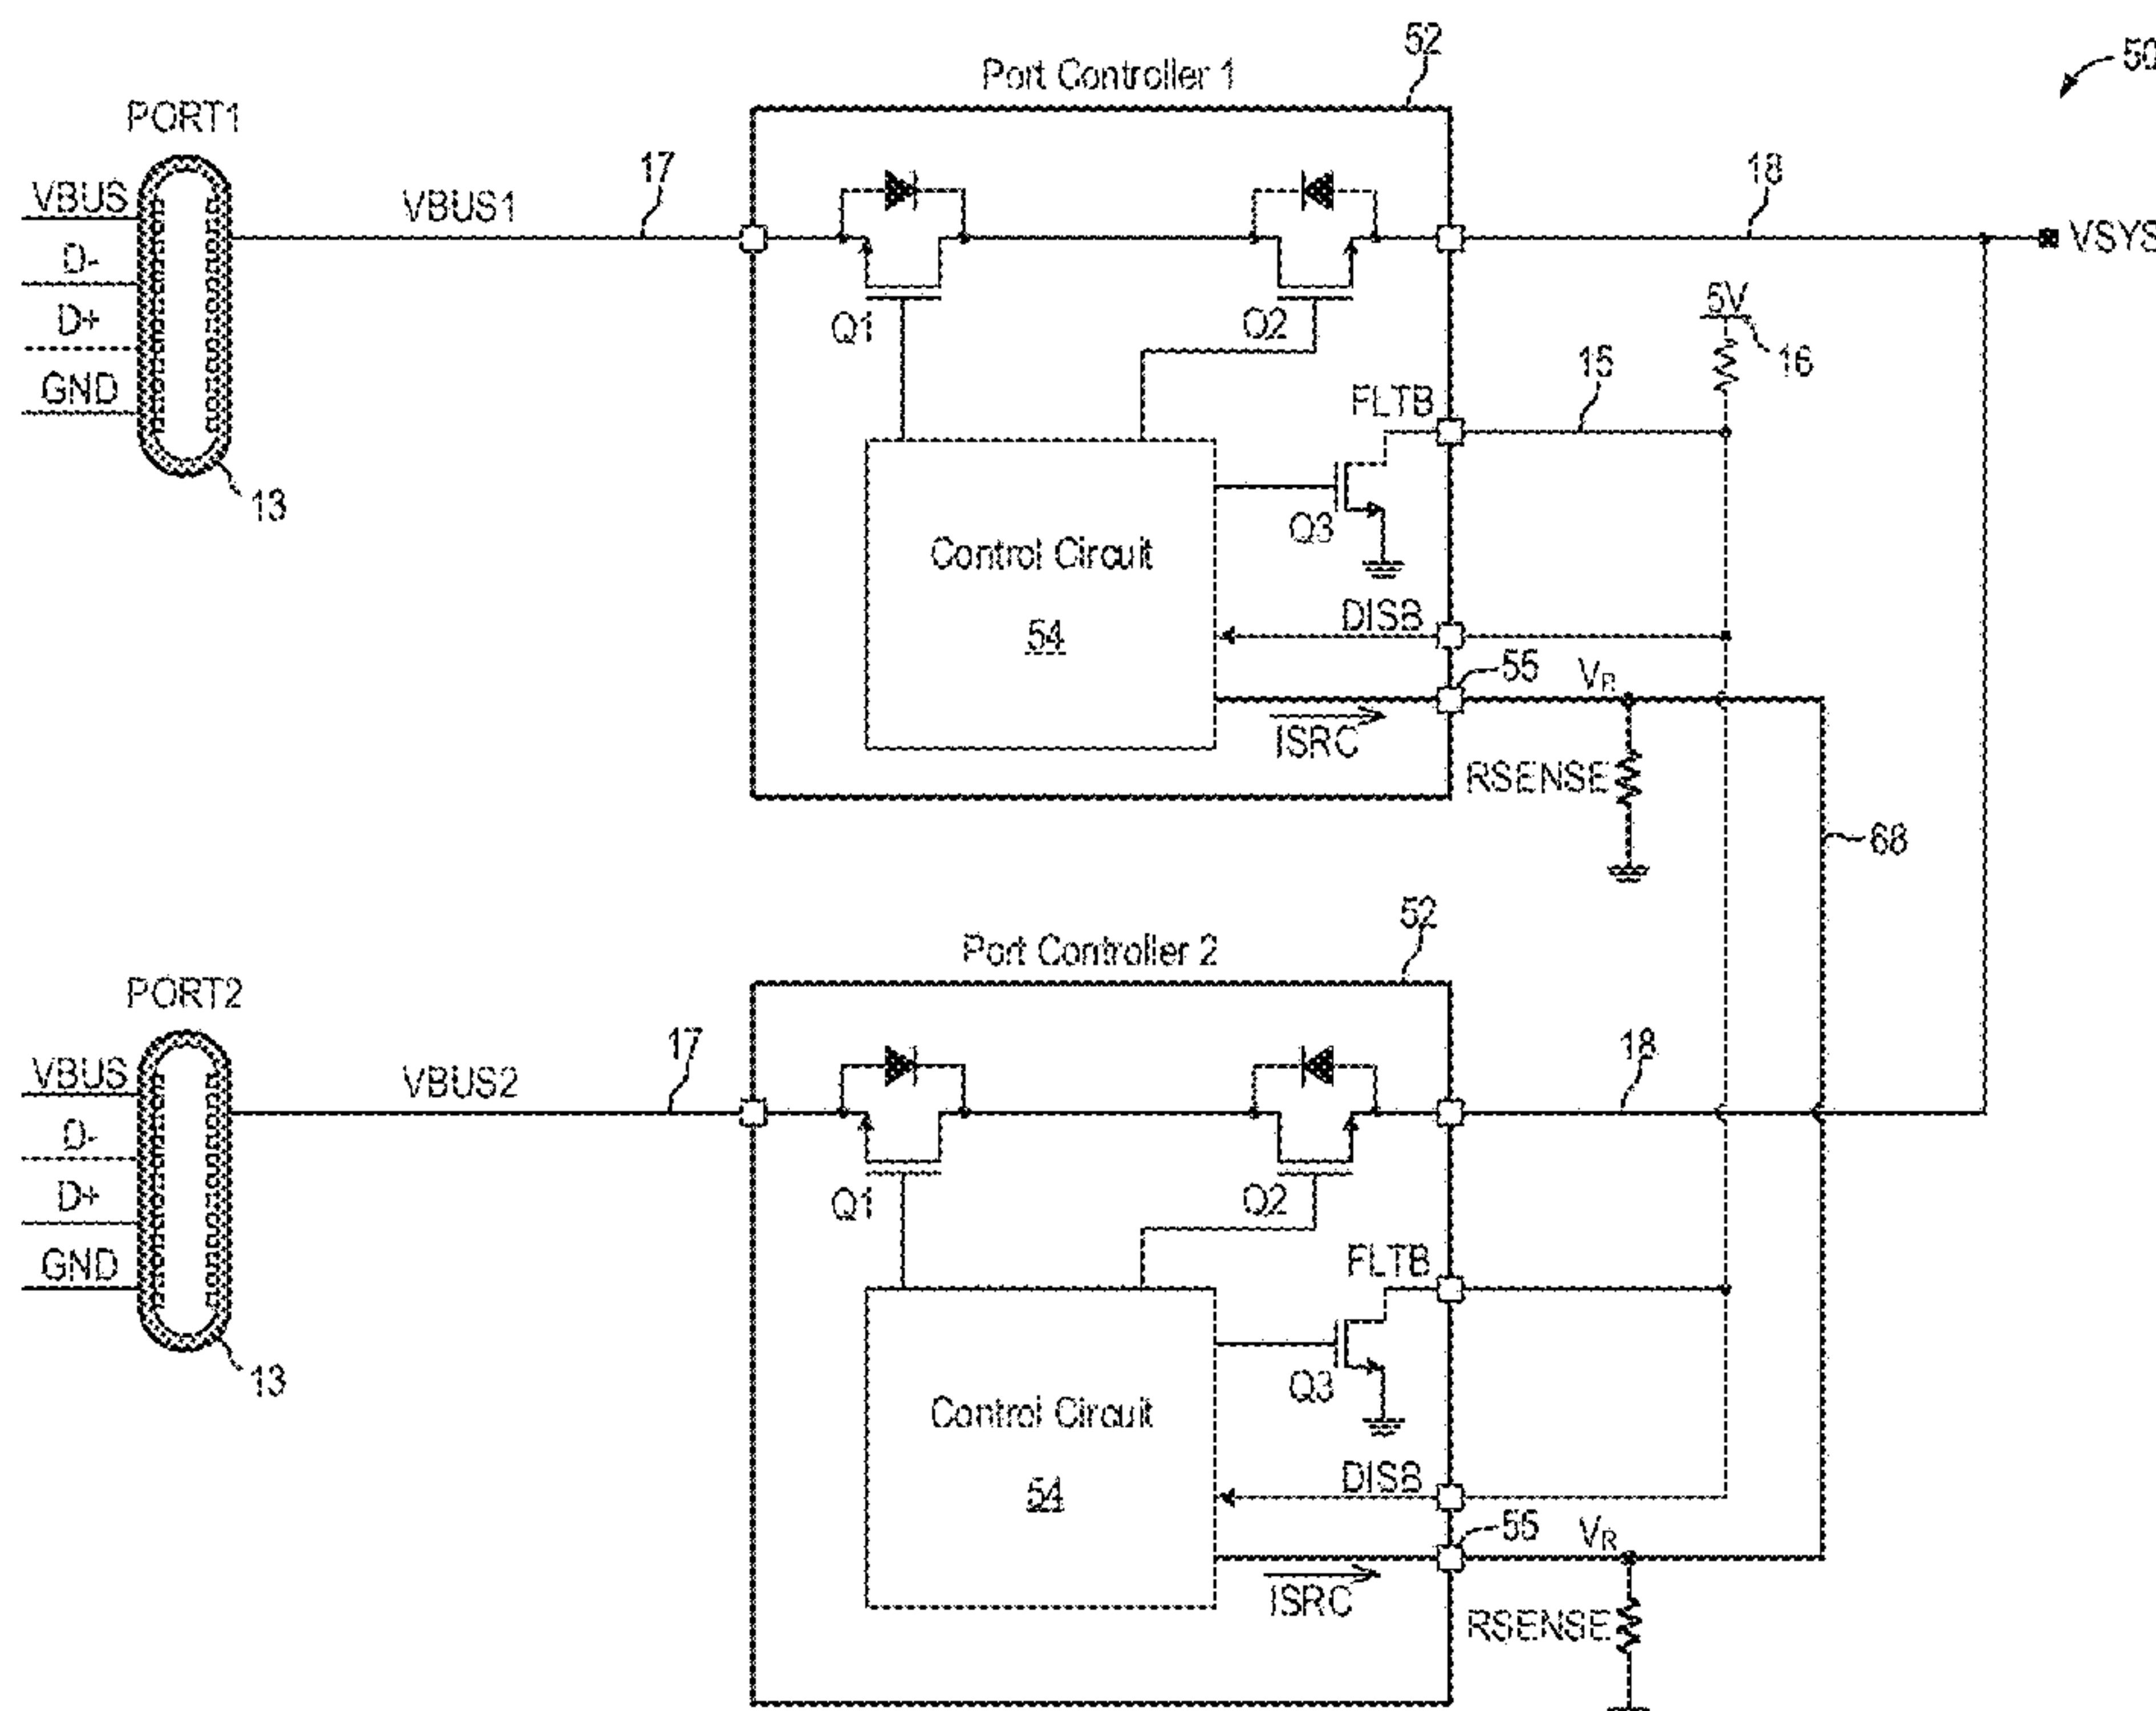 50
52
Port Controller 1
PORT1
VBUS
D-
D+
GND
13
VBUS1
17
18
VSYS
Q1
Q2
5V
16
FLTB
15
Q3
Control Circuit
54
DISB
55
VR
ISRC
RSENSE
68
52
Port Controller 2
PORT2
VBUS
D-
D+
GND
13
VBUS2
17
18
Q1
Q2
FLTB
Q3
Control Circuit
54
DISB
55
VR
ISRC
RSENSE